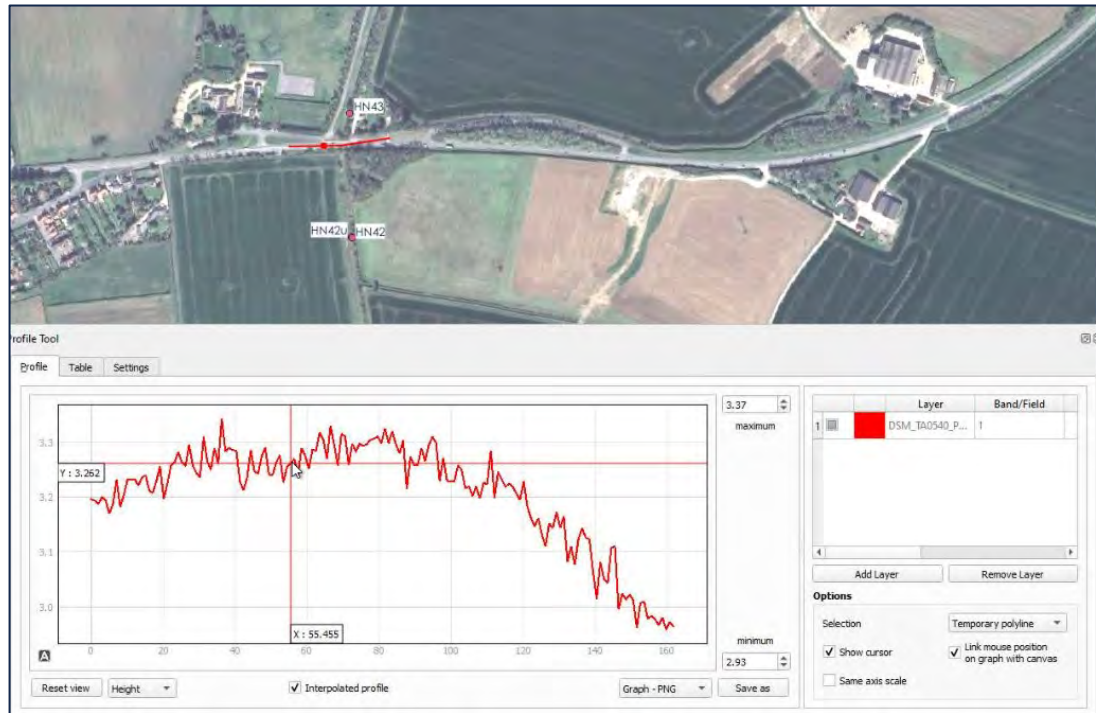 HN43
HN42u HN42
rofile Tool
Profile Table Settings
3.37
maximum
Layer Band/Field
1 DSM_TA0540_P... 1
3.3
Y : 3.262
3.2
3.1
3.0
X : 55.455
A
0 20 40 60 80 100 120 140 160
minimum
2.93
Add Layer Remove Layer
Options
Selection Temporary polyline
Show cursor Link mouse position
on graph with canvas
Same axis scale
Reset view Height Interpolated profile Graph - PNG Save as